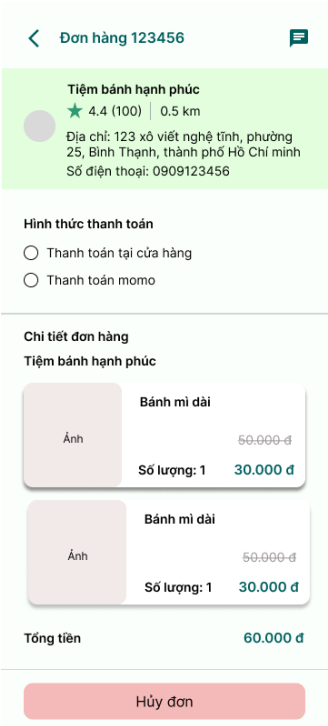 Đơn hàng 123456
Tiệm bánh hạnh phúc
4.4 (100) 0.5 km
Địa chỉ: 123 xô viết nghệ tĩnh, phường
25, Bình Thạnh, thành phố Hồ Chí minh
Số điện thoại: 0909123456
Hình thức thanh toán
Thanh toán tại cửa hàng
Thanh toán momo
Chi tiết đơn hàng
Tiệm bánh hạnh phúc
Ảnh
Bánh mì dài
50.000 đ
Số lượng: 1 30.000 đ
Ảnh
Bánh mì dài
50.000 đ
Số lượng: 1 30.000 đ
Tổng tiền 60.000 đ
Hủy đơn